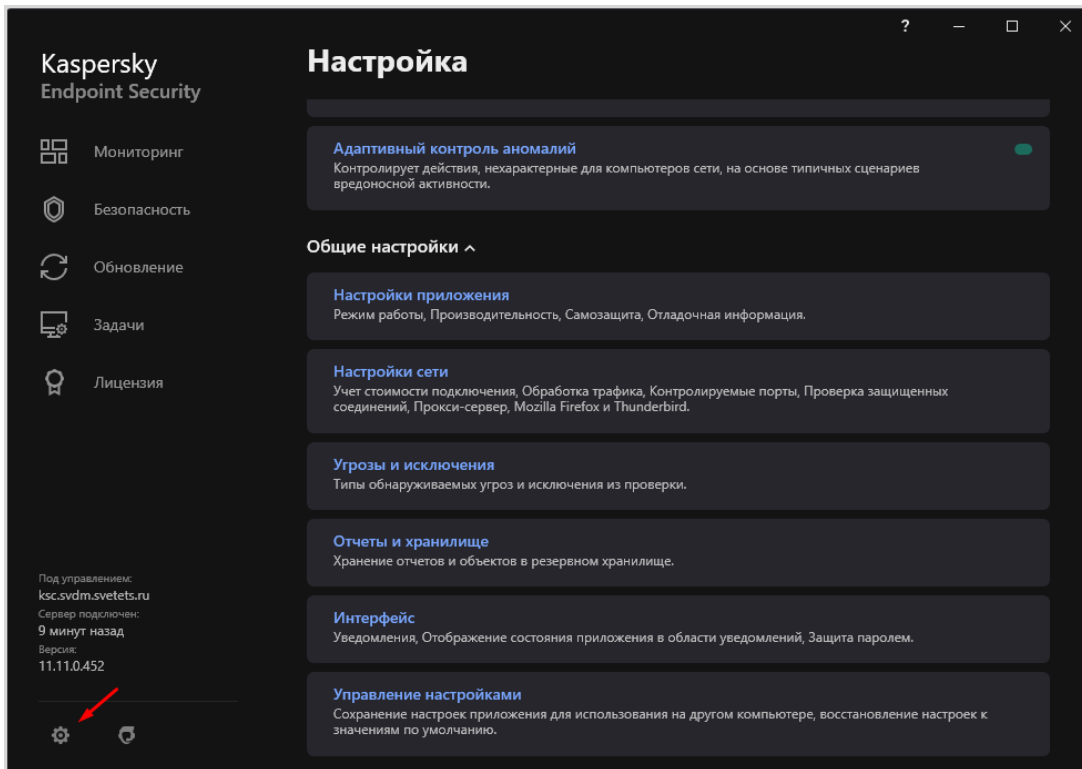 ?
Kaspersky
Endpoint Security
Мониторинг
Безопасность
Обновление
Задачи
Лицензия
Под управлением:
ksc.svdm.svetets.ru
Сервер подключен:
9 минут назад
Версия:
11.11.0.452
Настройка
Адаптивный контроль аномалий
Контролирует действия, нехарактерные для компьютеров сети, на основе типичных сценариев
вредоносной активности.
Общие настройки
Настройки приложения
Режим работы, Производительность, Самозащита, Отладочная информация.
Настройки сети
Учет стоимости подключения, Обработка трафика, Контролируемые порты, Проверка защищенных
соединений, Прокси-сервер, Mozilla Firefox и Thunderbird.
Угрозы и исключения
Типы обнаруживаемых угроз и исключения из проверки.
Отчеты и хранилище
Хранение отчетов и объектов в резервном хранилище.
Интерфейс
Уведомления, Отображение состояния приложения в области уведомлений, Защита паролем.
Управление настройками
Сохранение настроек приложения для использования на другом компьютере, восстановление настроек к
значениям по умолчанию.